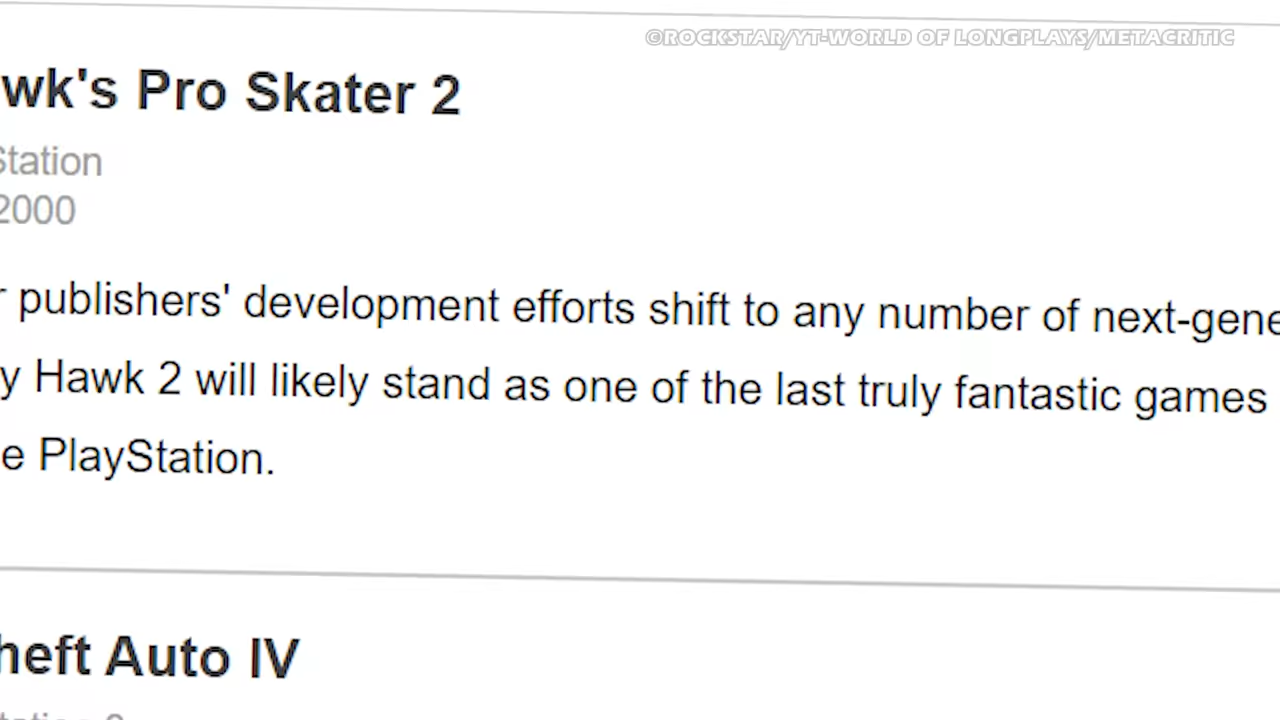 ©ROCKSTAR/YT-WORLD OF LONGPLAYS/METACRITIC
wk's Pro Skater 2
Station
2000
r publishers' development efforts shift to any number of next-gene
y Hawk 2 will likely stand as one of the last truly fantastic games
e PlayStation.
heft Auto IV